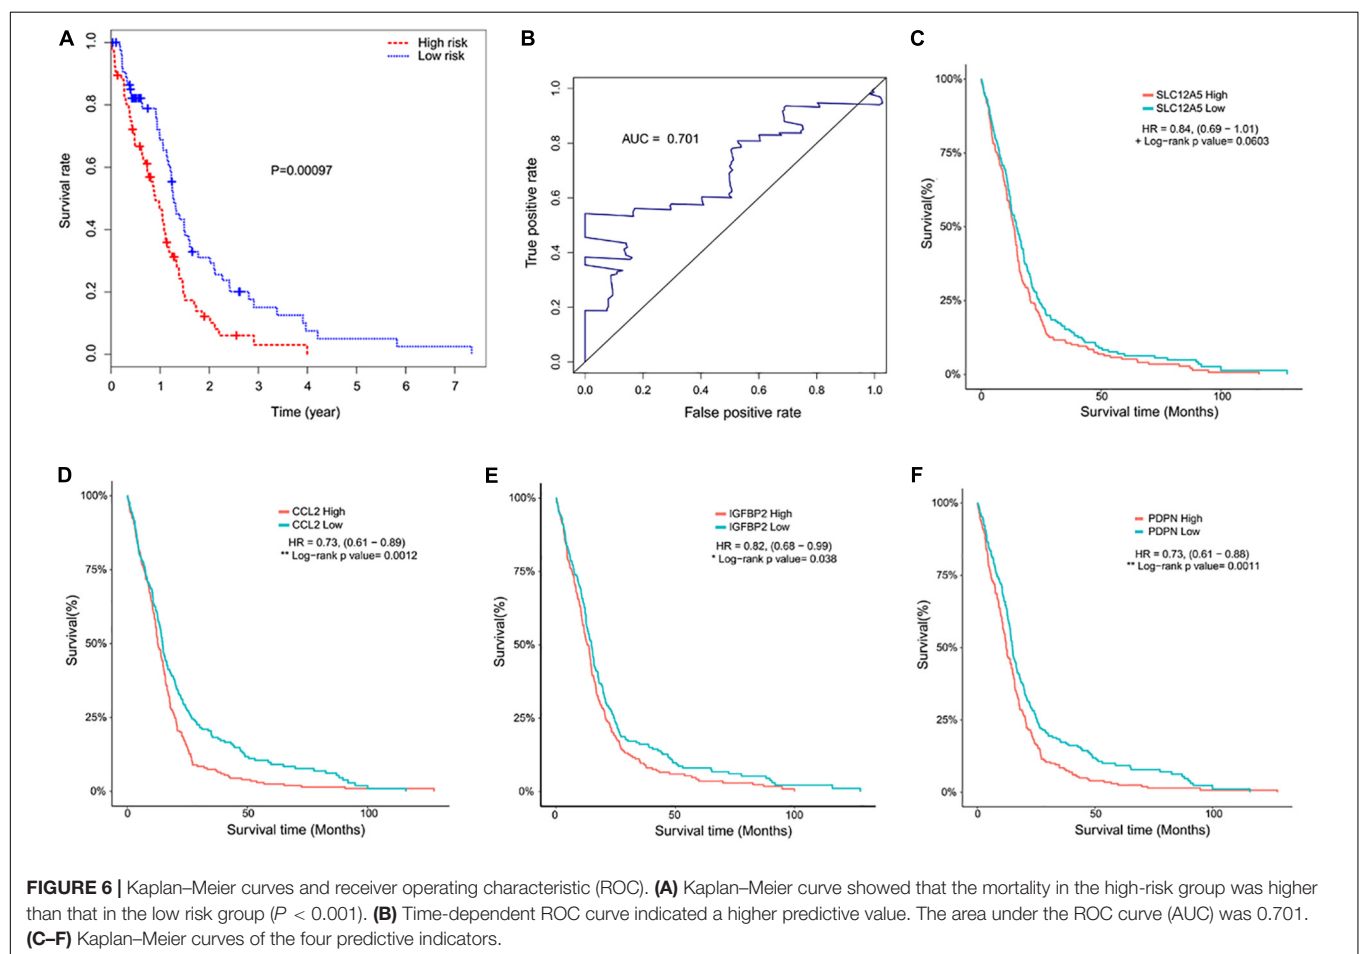 A
High risk
Low risk
P=0.00097
Survival rate
0.0 0.2 0.4 0.6 0.8 1.0
0 1 2 3 4 5 6 7
Time (year)
B
AUC = 0.701
True positive rate
0.0 0.2 0.4 0.6 0.8 1.0
0.0 0.2 0.4 0.6 0.8 1.0
False positive rate
C
SLC12A5 High
SLC12A5 Low
HR = 0.84, (0.69 − 1.01)
+ Log−rank p value= 0.0603
Survival(%)
100%
75%
50%
25%
0%
0 50 100
Survival time (Months)
D
CCL2 High
CCL2 Low
HR = 0.73, (0.61 − 0.89)
** Log−rank p value= 0.0012
Survival(%)
100%
75%
50%
25%
0%
0 50 100
Survival time (Months)
E
IGFBP2 High
IGFBP2 Low
HR = 0.82, (0.68 − 0.99)
* Log−rank p value= 0.038
Survival(%)
100%
75%
50%
25%
0%
0 50 100
Survival time (Months)
F
PDPN High
PDPN Low
HR = 0.73, (0.61 − 0.88)
** Log−rank p value= 0.0011
Survival(%)
100%
75%
50%
25%
0%
0 50 100
Survival time (Months)
FIGURE 6 | Kaplan–Meier curves and receiver operating characteristic (ROC). (A) Kaplan–Meier curve showed that the mortality in the high-risk group was higher
than that in the low risk group (P < 0.001). (B) Time-dependent ROC curve indicated a higher predictive value. The area under the ROC curve (AUC) was 0.701.
(C–F) Kaplan–Meier curves of the four predictive indicators.